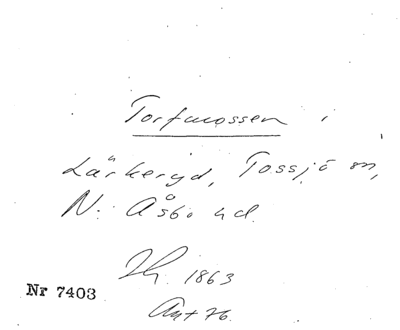 Torfmossen i
Lärkeryd, Tossjö sn,
N. Åsbo hd.
1863
Nr 7403